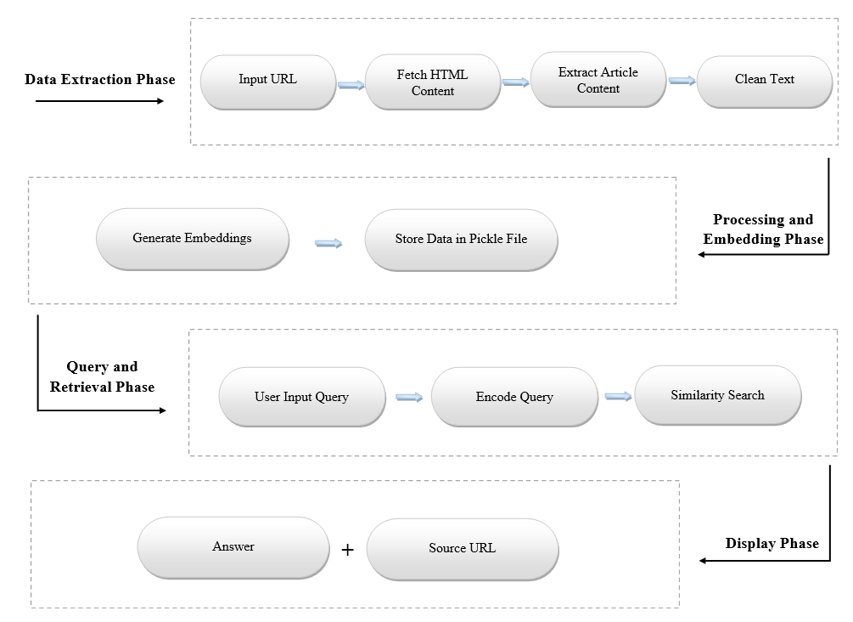 Data Extraction Phase
Input URL
Fetch HTML
Content
Extract Article
Content
Clean Text
Processing and
Embedding Phase
Generate Embeddings
Store Data in Pickle File
Query and
Retrieval Phase
User Input Query
Encode Query
Similarity Search
Display Phase
Answer
+
Source URL